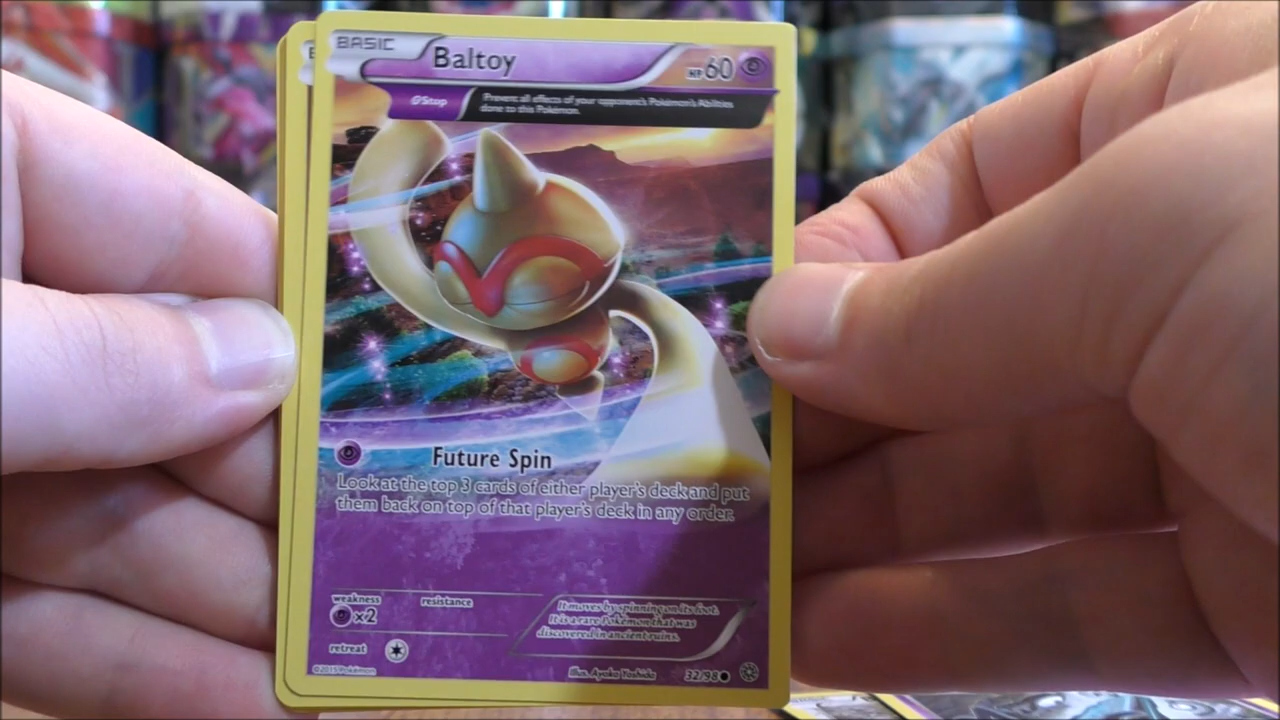 BASIC Baltoy HP60
ΘStop Prevent all effects of your opponent's Pokémon's Abilities
done to this Pokémon.
Future Spin
Look at the top 3 cards of either player's deck and put
them back on top of that player's deck in any order.
weakness resistance
x2
It moves by spinning on its foot.
It is a rare Pokémon that was
discovered in ancient ruins.
retreat
©2015 Pokémon Illus. Ayaka Yoshida 32/98